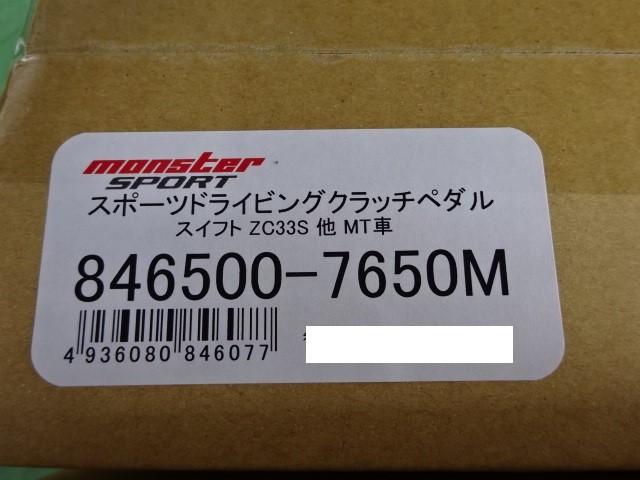 monster
SPORT
スポーツドライビングクラッチペダル
スイフト ZC33S 他 MT車
846500-7650M
4 936080 846077